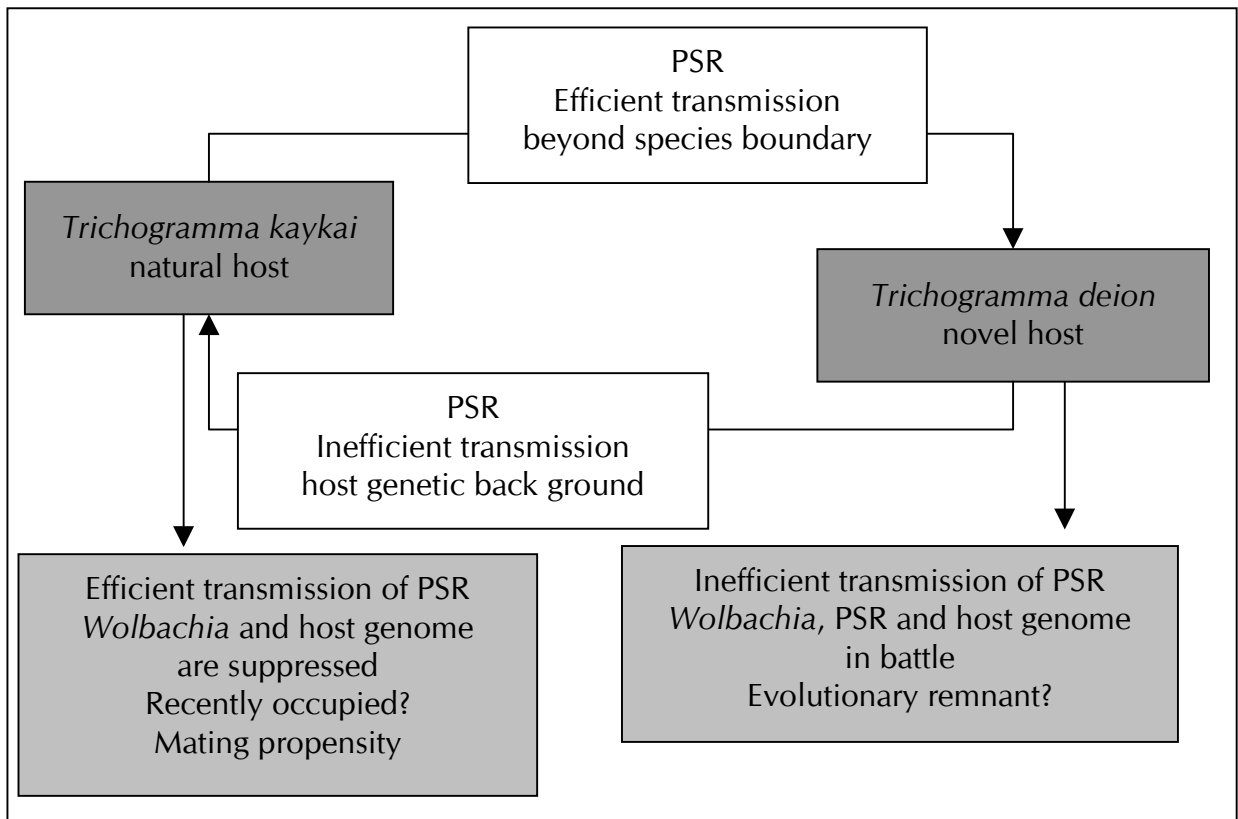 PSR
Efficient transmission
beyond species boundary
Trichogramma kaykai
natural host
Trichogramma deion
novel host
PSR
Inefficient transmission
host genetic back ground
Efficient transmission of PSR
Wolbachia and host genome
are suppressed
Recently occupied?
Mating propensity
Inefficient transmission of PSR
Wolbachia, PSR and host genome
in battle
Evolutionary remnant?